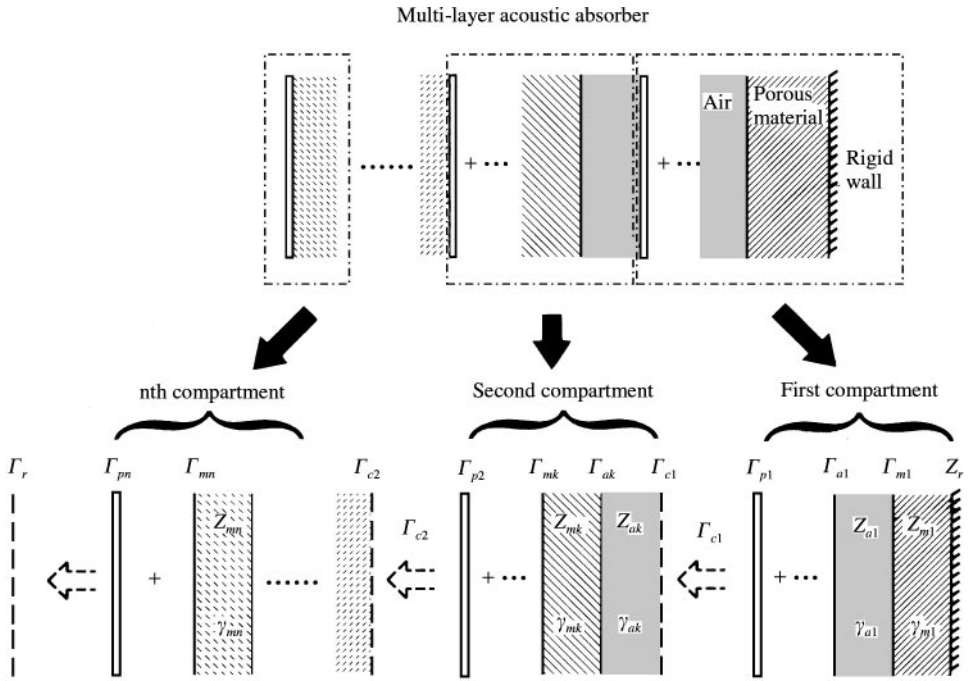 Multi-layer acoustic absorber
Air
Porous
material
Rigid
wall
+ ···
+ ···
······
nth compartment
Second compartment
First compartment
Γr
Γpn
Γmn
Γc2
Γp2
Γmk
Γak
Γc1
Γp1
Γa1
Γm1
Zr
Zmn
Γc2
Zmk
Zak
Γc1
Za1
Zm1
+
······
+ ···
+ ···
γmn
γmk
γak
γa1
γm1